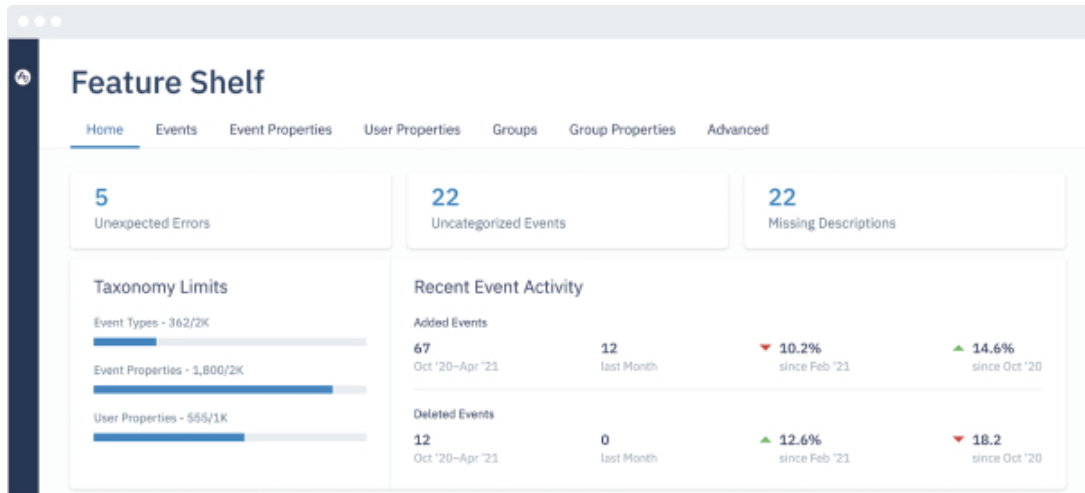 Feature Shelf
Home Events Event Properties User Properties Groups Group Properties Advanced
5 22 22
Unexpected Errors Uncategorized Events Missing Descriptions
Taxonomy Limits
Event Types - 362/2K
Event Properties - 1,800/2K
User Properties - 555/1K
Recent Event Activity
Added Events
67 12 10.2% 14.6%
Oct '20–Apr '21 last Month since Feb '21 since Oct '20
Deleted Events
12 0 12.6% 18.2
Oct '20–Apr '21 last Month since Feb '21 since Oct '20